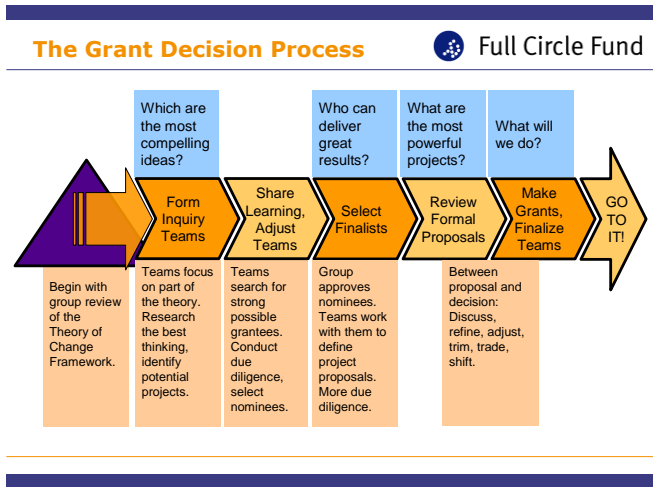 The Grant Decision Process
Full Circle Fund
Which are
the most
compelling
ideas?
Who can
deliver
great
results?
What are
the most
powerful
projects?
What will
we do?
Form
Inquiry
Teams
Share
Learning,
Adjust
Teams
Select
Finalists
Review
Formal
Proposals
Make
Grants,
Finalize
Teams
GO
TO
IT!
Begin with
group review
of the
Theory of
Change
Framework.
Teams focus
on part of
the theory.
Research
the best
thinking,
identify
potential
projects.
Teams
search for
strong
possible
grantees.
Conduct
due
diligence,
select
nominees.
Group
approves
nominees.
Teams work
with them to
define
project
proposals.
More due
diligence.
Between
proposal and
decision:
Discuss,
refine, adjust,
trim, trade,
shift.